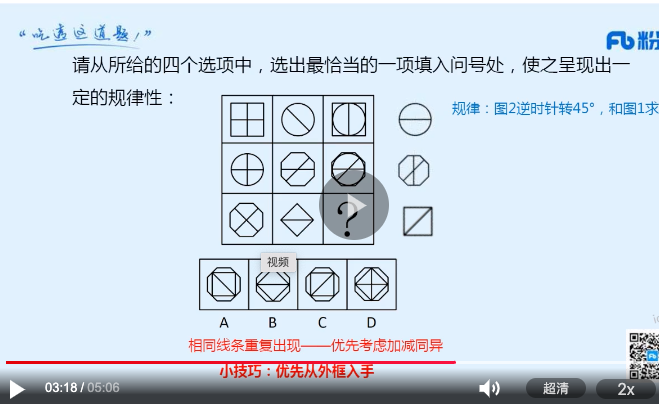 “吃透这道题！”
粉
请从所给的四个选项中，选出最恰当的一项填入问号处，使之呈现出一
定的规律性：
规律：图2逆时针转45°，和图1求
?
视频
A B C D
相同线条重复出现——优先考虑加减同异
小技巧：优先从外框入手
03:18 / 05:06 超清 2x